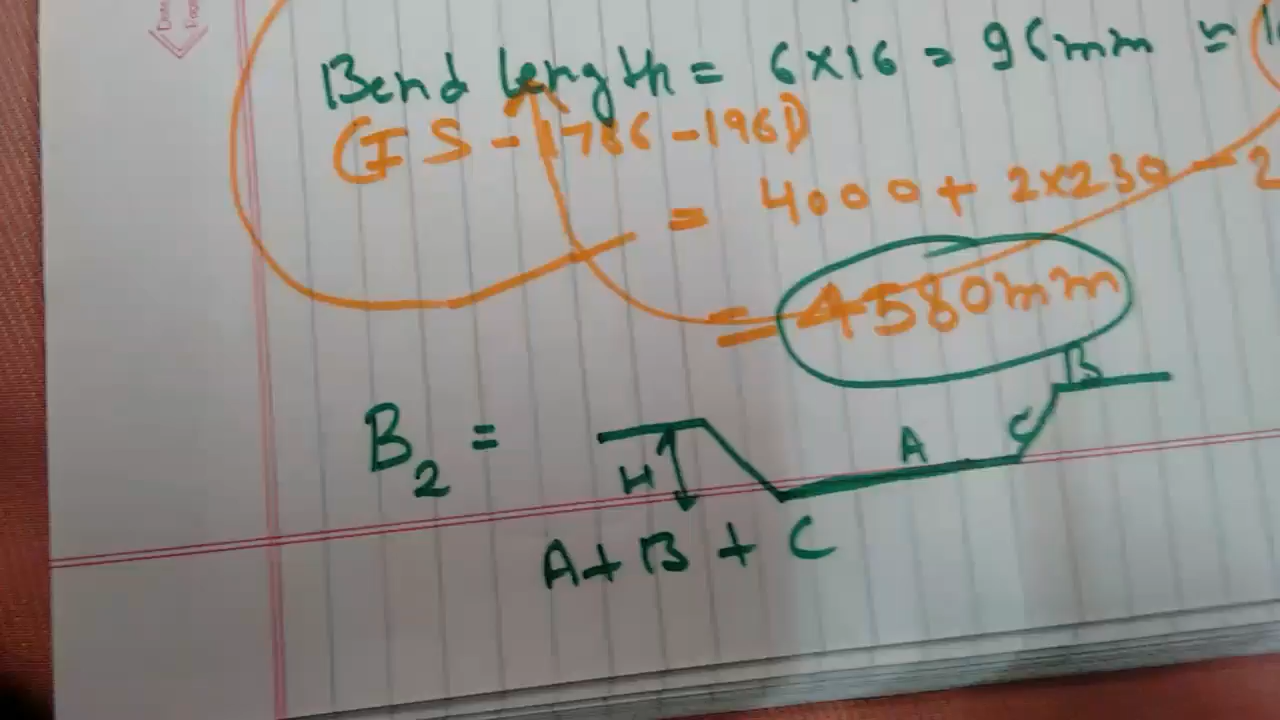 Bend length = 6x16 = 96mm ≈
(IS - 1786 - 1961)
= 4000 + 2x230 - 2
= 4580mm
B
B₂ =
H
A
C
A+B+C